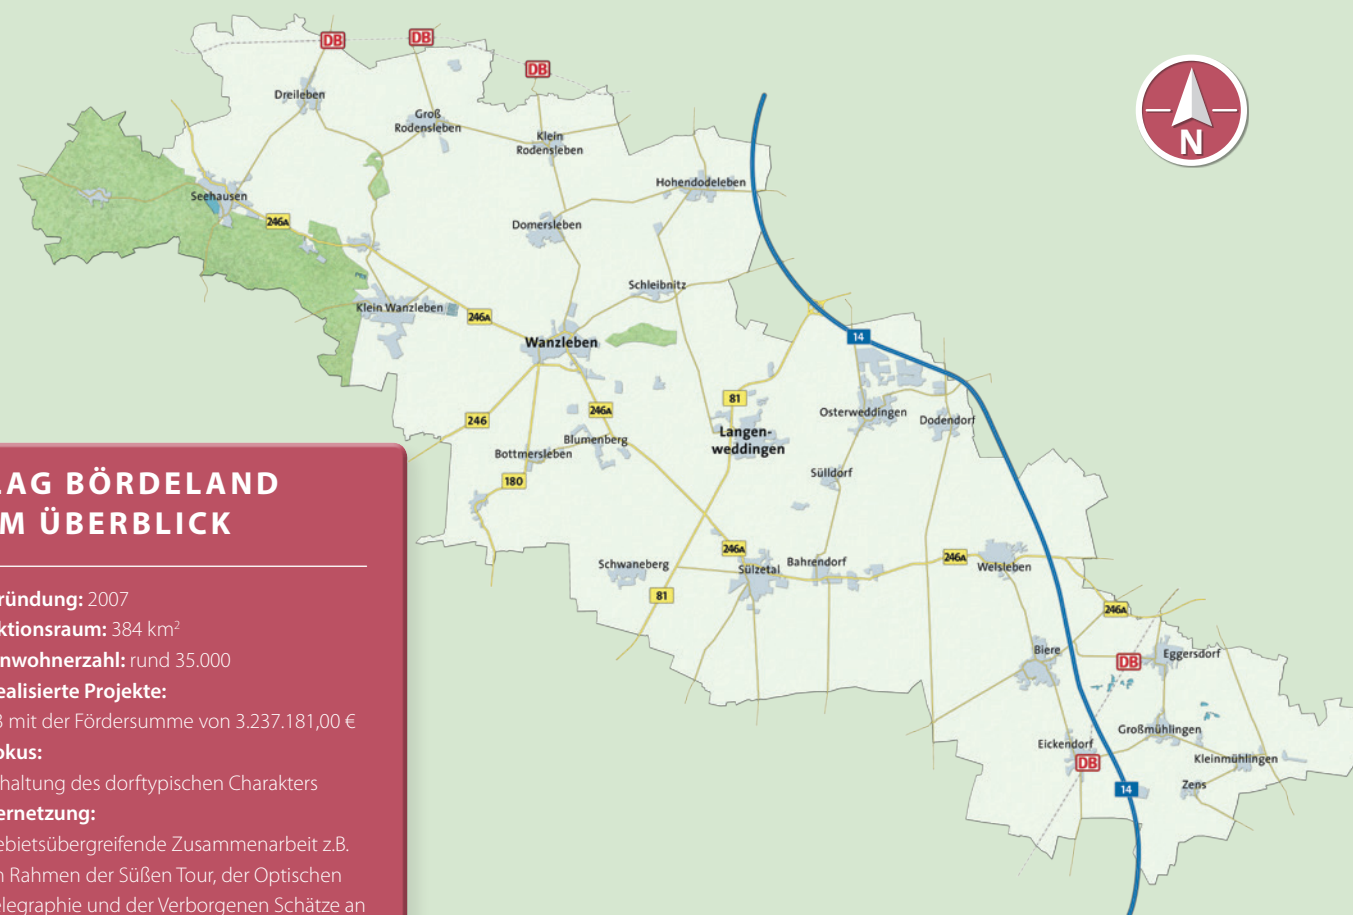 DB
DB
DB
Dreileben
Groß
Rodensleben
Klein
Rodensleben
N
Hohendodeleben
Seehausen
246A
Domersleben
Schleibnitz
Klein Wanzleben
246A
Wanzleben
14
81
246A
246
Osterweddingen
Dodendorf
Langen-
weddingen
Blumenberg
Bottmersleben
Sülldorf
180
246A
246A
Schwaneberg
Sülzetal
Bahrendorf
Welsleben
81
246A
Biere
DB
Eggersdorf
Großmühlingen
Eickendorf
DB
Kleinmühlingen
14
Zens
LAG BÖRDELAND
M ÜBERBLICK
ründung: 2007
ktionsraum: 384 km²
nwohnerzahl: rund 35.000
ealisierte Projekte:
3 mit der Fördersumme von 3.237.181,00 €
okus:
haltung des dorftypischen Charakters
ernetzung:
ebietsübergreifende Zusammenarbeit z.B.
Rahmen der Süßen Tour, der Optischen
elegraphie und der Verborgenen Schätze an